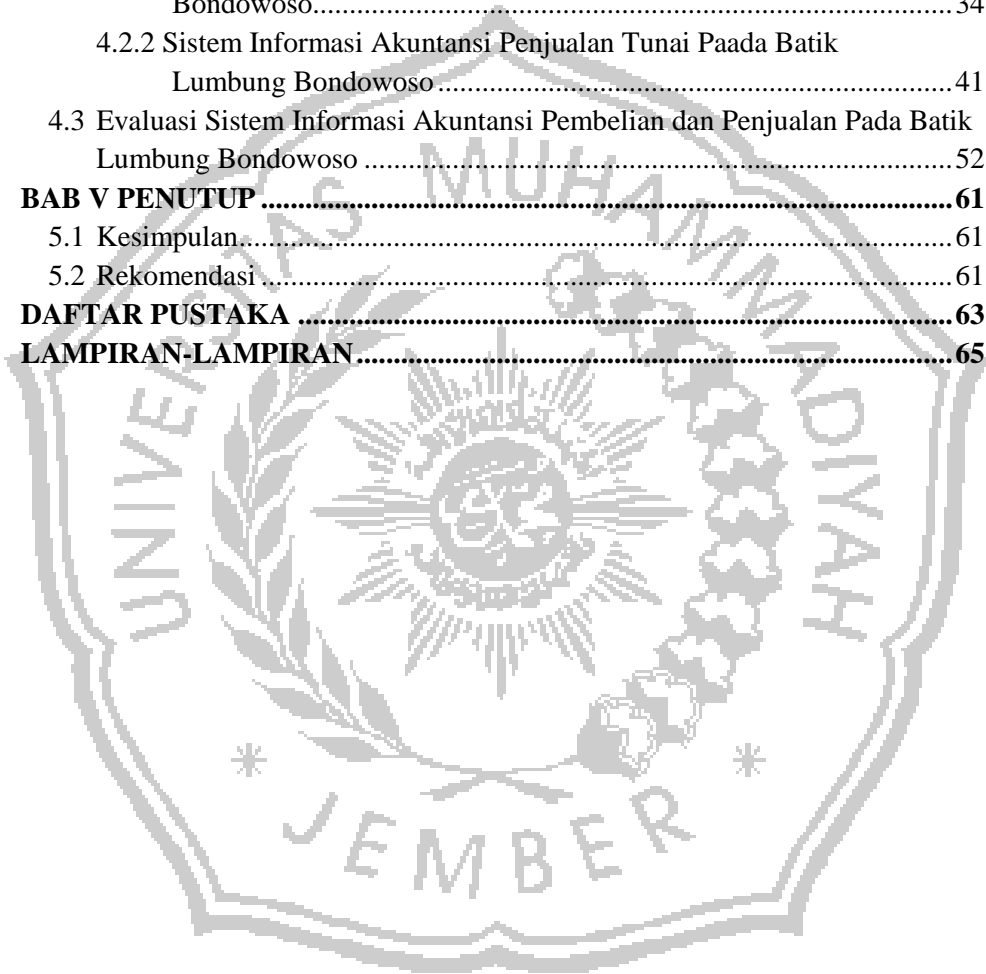 Bondowoso 34
4.2.2 Sistem Informasi Akuntansi Penjualan Tunai Paada Batik
Lumbung Bondowoso 41
4.3 Evaluasi Sistem Informasi Akuntansi Pembelian dan Penjualan Pada Batik
Lumbung Bondowoso 52
BAB V PENUTUP 61
5.1 Kesimpulan 61
5.2 Rekomendasi 61
DAFTAR PUSTAKA 63
LAMPIRAN-LAMPIRAN 65
UNIVERSITAS MUHAMMADIYAH
JEMBER